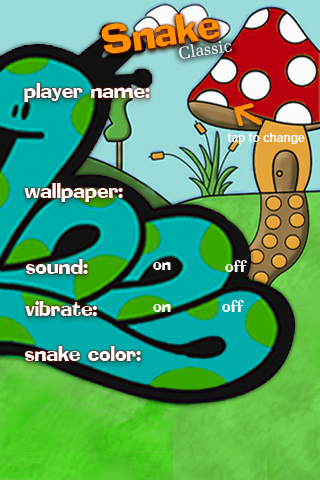 Snake
Classic
player name:
tap to change
wallpaper:
sound: on off
vibrate: on off
snake color: